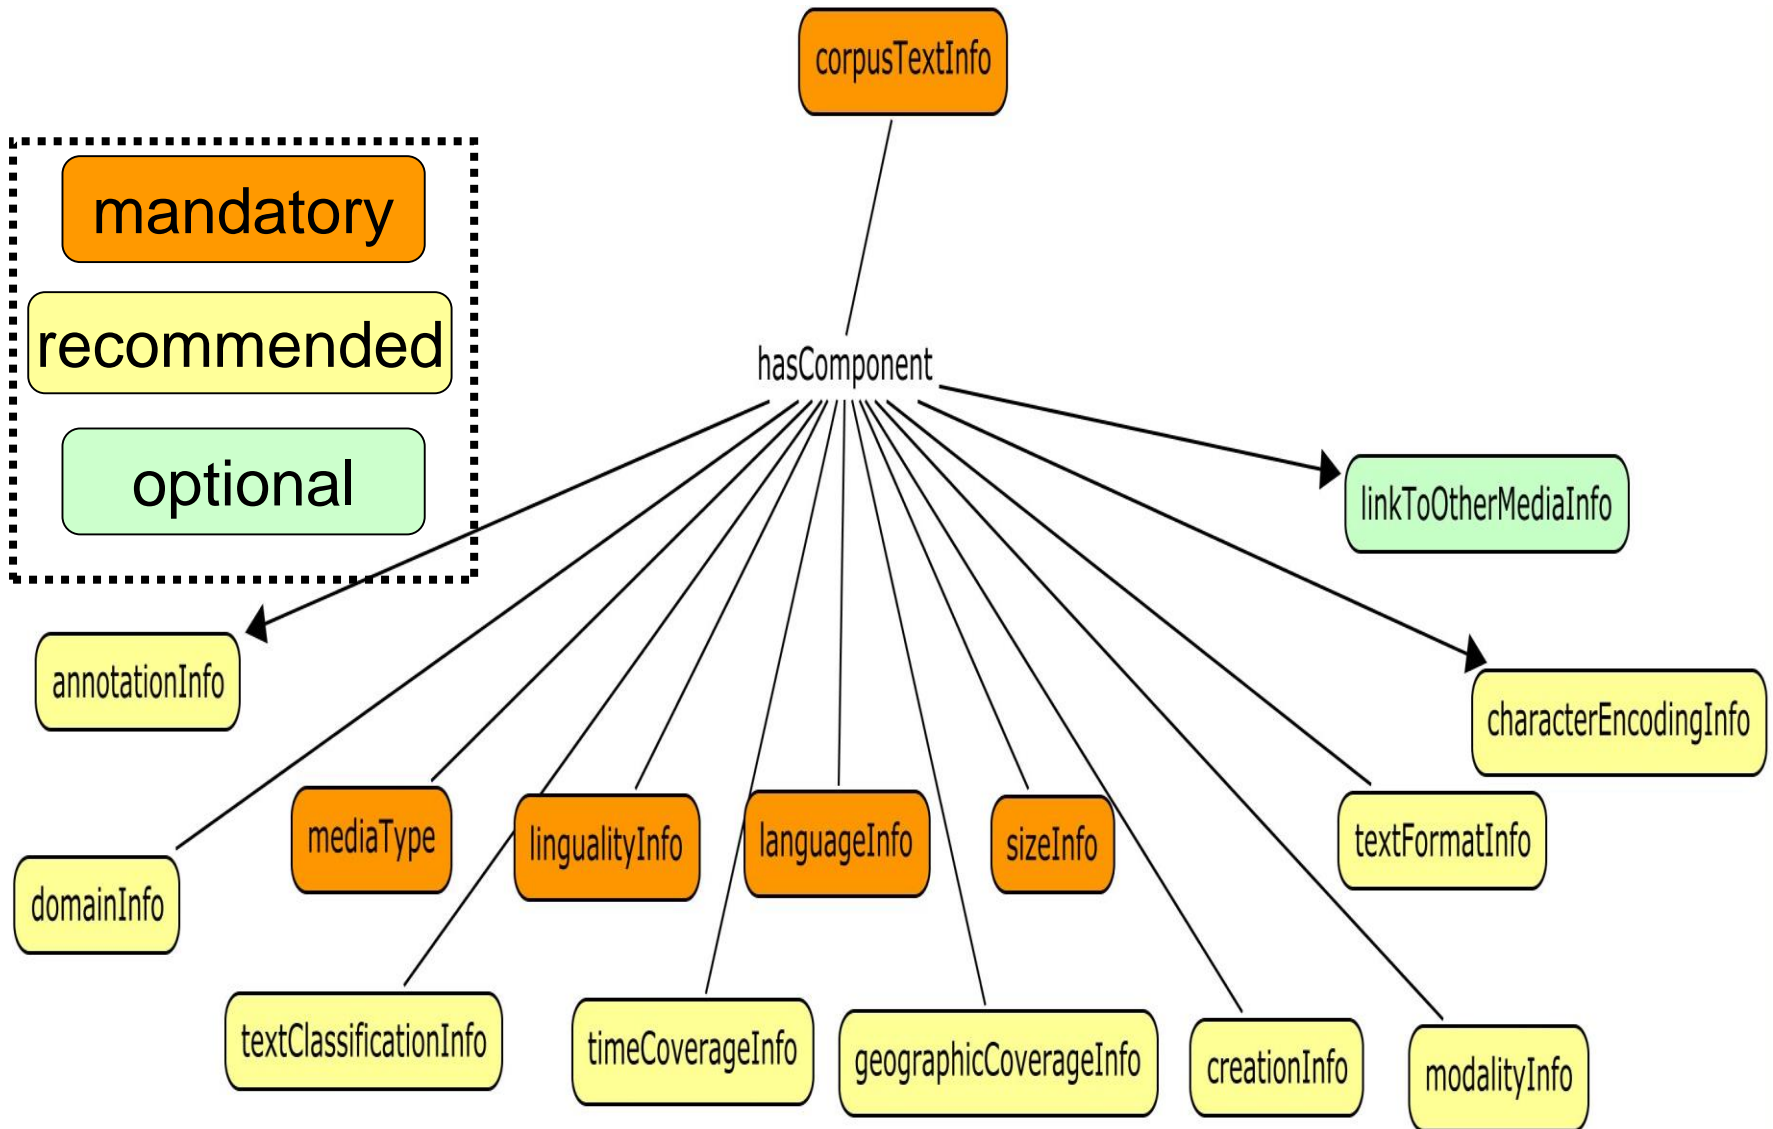 corpusTextInfo
mandatory
recommended
optional
hasComponent
linkToOtherMediaInfo
annotationInfo
characterEncodingInfo
mediaType
lingualityInfo
languageInfo
sizeInfo
textFormatInfo
domainInfo
textClassificationInfo
timeCoverageInfo
geographicCoverageInfo
creationInfo
modalityInfo